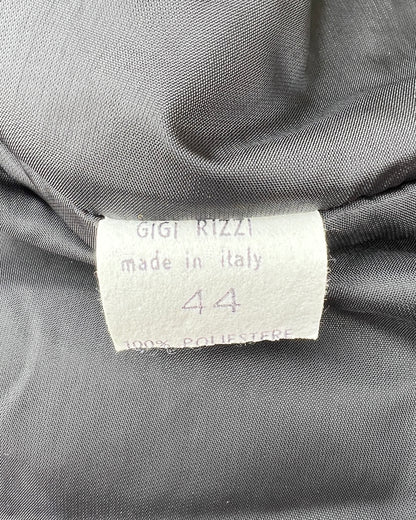 GIGI RIZZI
made in italy
44
100% POLIESTERE